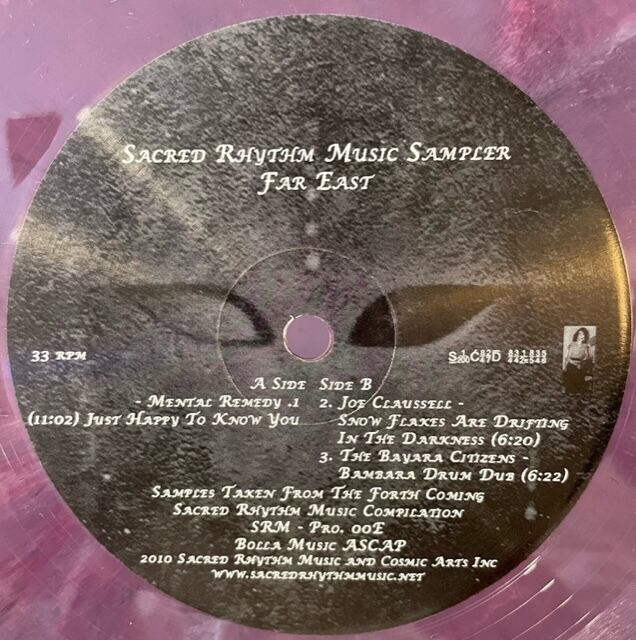 Sacred Rhythm Music Sampler
Far East
33 RPM
A Side
- Mental Remedy .1
(11:02) Just Happy To Know You
Side B
2. Joe Claussell -
Snow Flakes Are Drifting
In The Darkness (6:20)
3. The Bayara Citizens -
Bambara Drum Dub (6:22)
Samples Taken From The Forth Coming
Sacred Rhythm Music Compilation
SRM - Pro. 00E
Bolla Music ASCAP
2010 Sacred Rhythm Music and Cosmic Arts Inc
www.sacredrhythmmusic.net